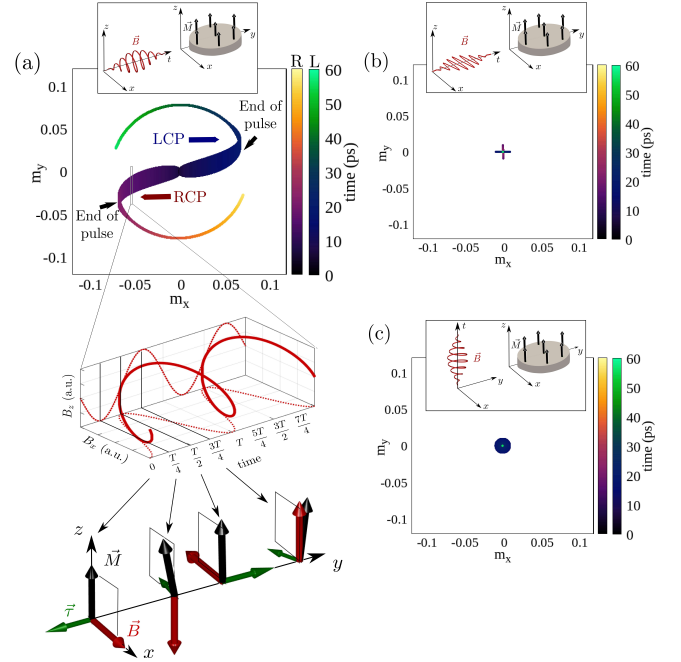 (a)
z
B⃗
t
x
z
M⃗
y
x
R L
0.1
0.05
0
-0.05
-0.1
m_y
-0.1
-0.05
0
0.05
0.1
m_x
LCP
RCP
End of
pulse
End of
pulse
60
50
40
30
20
10
0
time (ps)
(b)
z
B⃗
t
x
z
M⃗
y
x
0.1
0.05
0
-0.05
-0.1
m_y
-0.1
-0.05
0
0.05
0.1
m_x
60
50
40
30
20
10
0
time (ps)
B_z (a.u.)
B_x (a.u.)
0
T/4
T/2
3T/4
T
5T/4
3T/2
7T/4
time
(c)
t
B⃗
y
x
z
M⃗
y
x
0.1
0.05
0
-0.05
-0.1
m_y
-0.1
-0.05
0
0.05
0.1
m_x
60
50
40
30
20
10
0
time (ps)
z
M⃗
τ⃗
B⃗
x
y